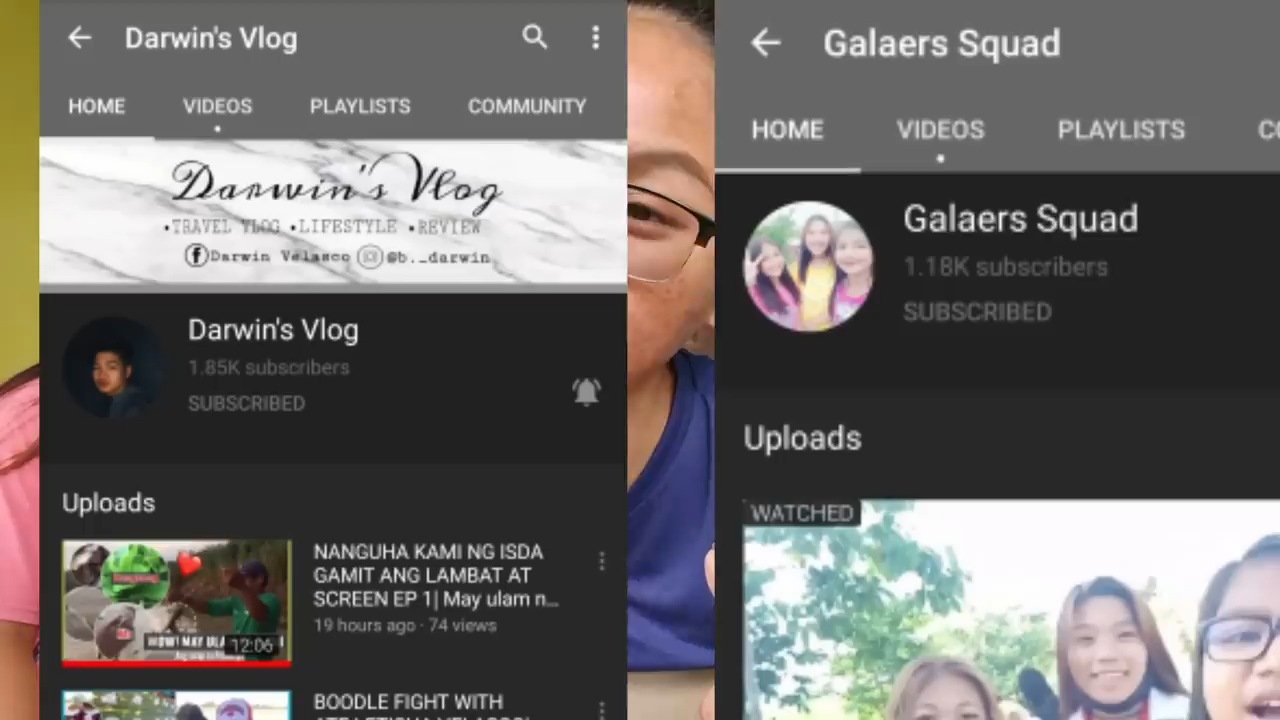 Darwin's Vlog
HOME VIDEOS PLAYLISTS COMMUNITY
Darwin's Vlog
•TRAVEL VLOG •LIFESTYLE •REVIEW
Darwin Velasco @b._darwin
Darwin's Vlog
1.85K subscribers
SUBSCRIBED
Uploads
12:06
NANGUHA KAMI NG ISDA
GAMIT ANG LAMBAT AT
SCREEN EP 1| May ulam n...
19 hours ago · 74 views
BOODLE FIGHT WITH
Galaers Squad
HOME VIDEOS PLAYLISTS
Galaers Squad
1.18K subscribers
SUBSCRIBED
Uploads
WATCHED